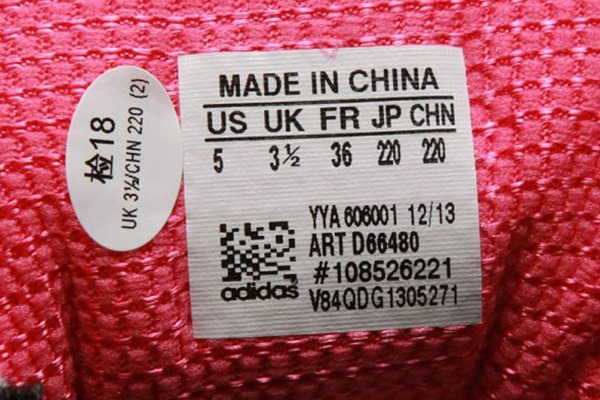 检18
UK 3½/CHN 220 (2)
MADE IN CHINA
US UK FR JP CHN
5 3½ 36 220 220
YYA 606001 12/13
ART D66480
#108526221
V84QDG1305271
adidas